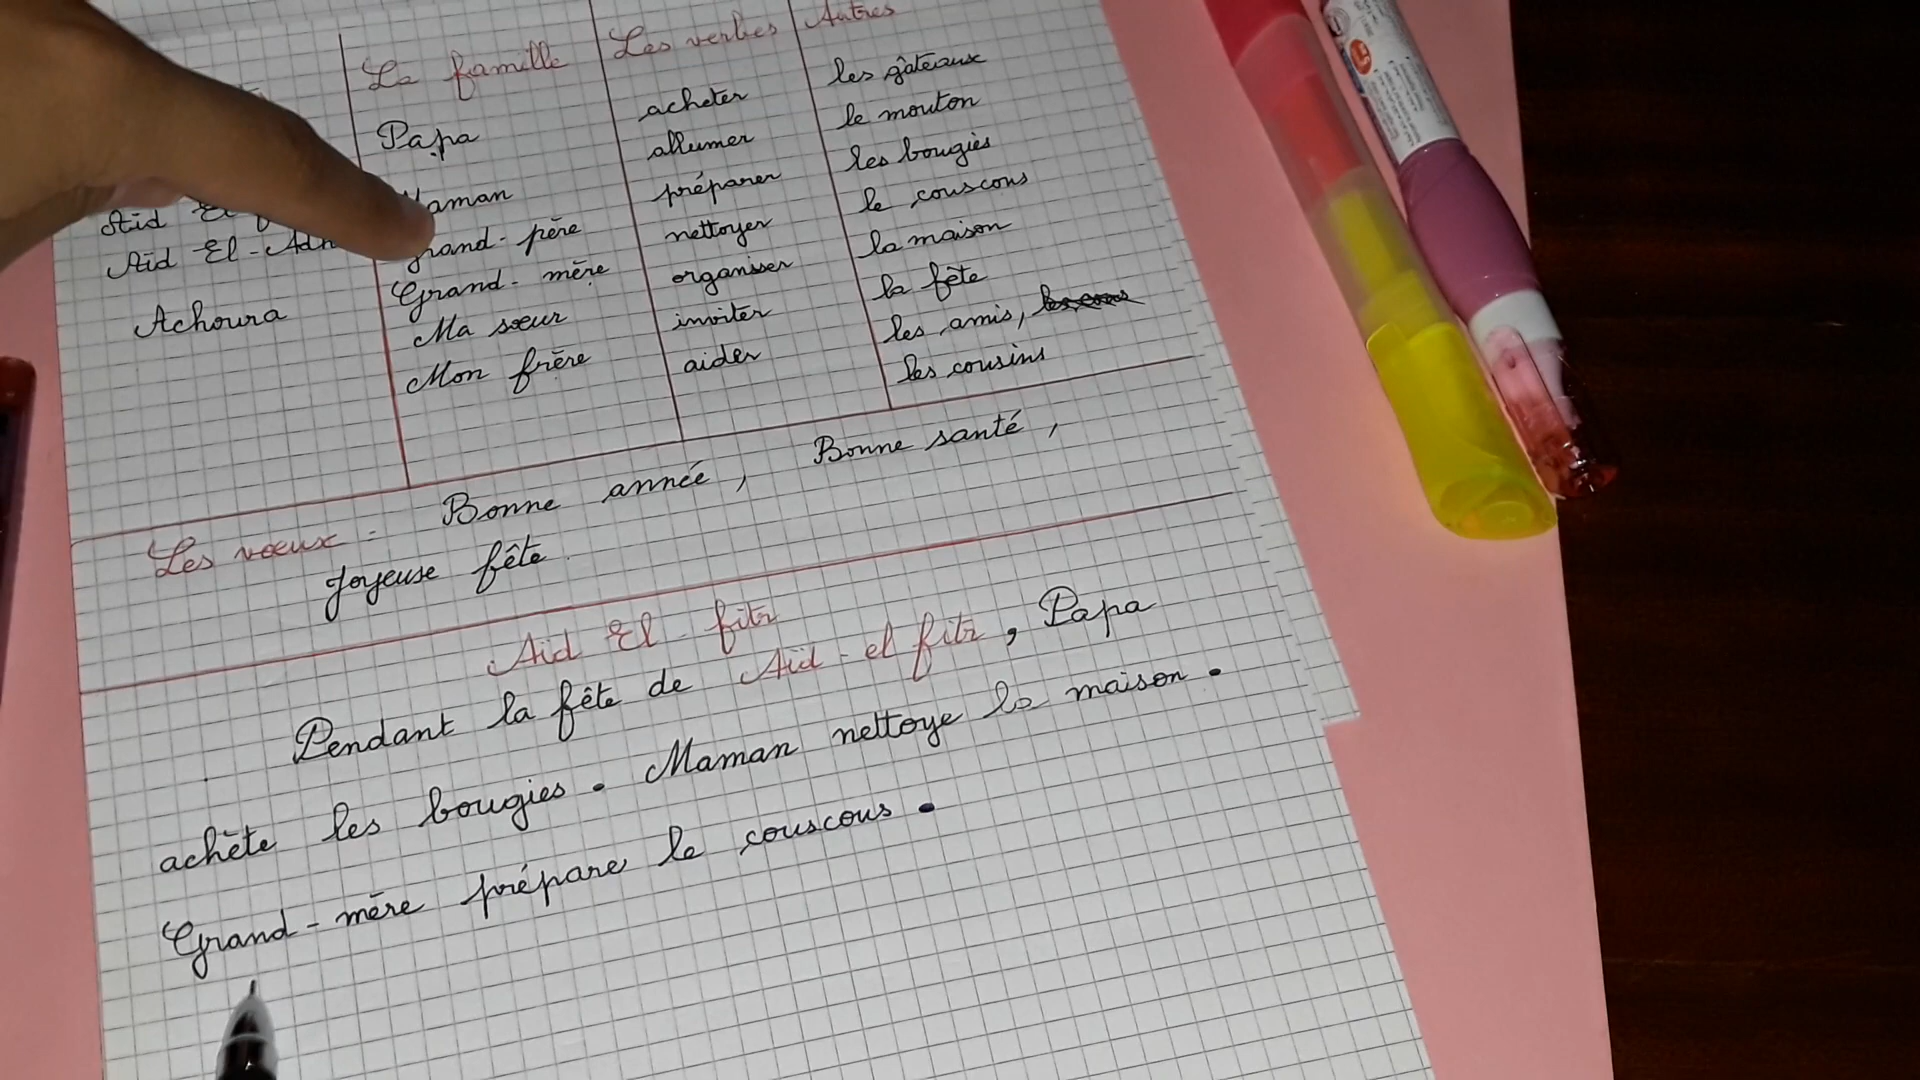 La famille Les verbes Autres
Papa acheter les gâteaux
Maman allumer le mouton
Aid El préparer les bougies
Aid El-Adh Grand-père nettoyer le couscous
Achoura Grand-mère organiser la maison
Ma sœur inviter la fête
Mon frère aider les amis,
les cousins
Les vœux : Bonne année, Bonne santé,
Joyeuse fête.
Aïd El-fitr
Pendant la fête de Aïd-el fitr, Papa
achète les bougies. Maman nettoye la maison.
Grand-mère prépare le couscous.